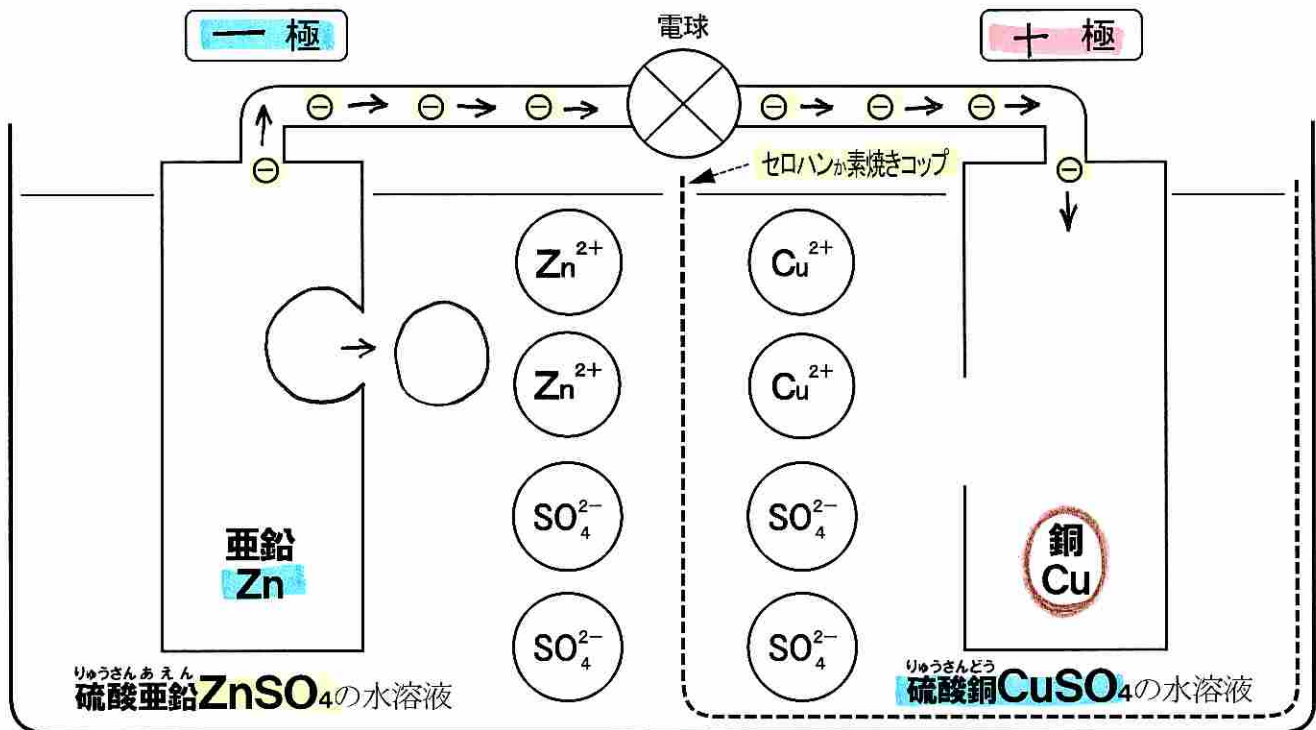 一 極
電球
十 極
⊖ → ⊖ → ⊖ → ⊖ → ⊖ → ⊖ →
⊖
セロハンか素焼きコップ
⊖
Zn²⁺
Cu²⁺
Zn²⁺
Cu²⁺
SO₄²⁻
SO₄²⁻
亜鉛
Zn
銅
Cu
SO₄²⁻
SO₄²⁻
りゅうさんあえん
硫酸亜鉛ZnSO₄の水溶液
りゅうさんどう
硫酸銅CuSO₄の水溶液